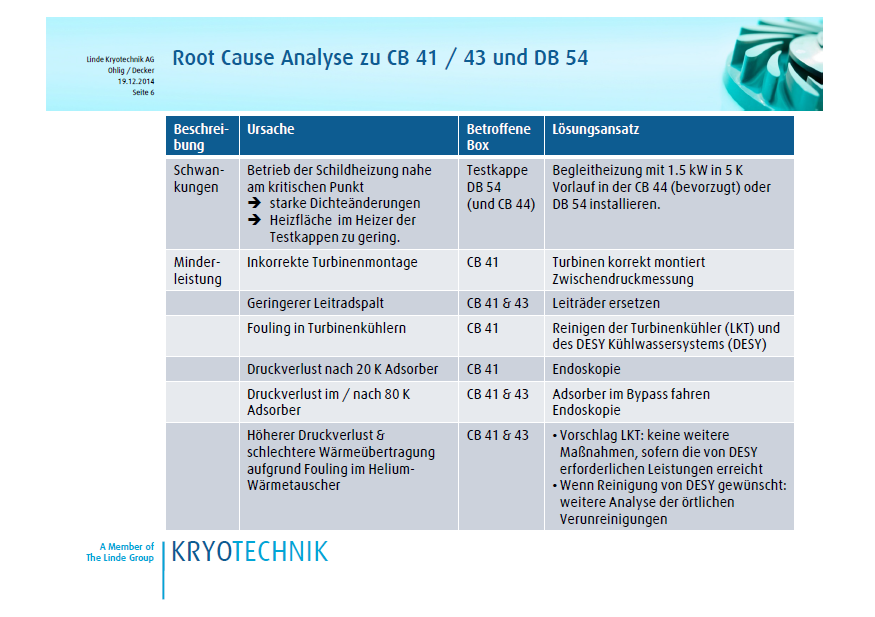 Linde Kryotechnik AG
Ohlig / Decker
19.12.2014
Seite 6
Root Cause Analyse zu CB 41 / 43 und DB 54
Beschrei-
bung
Ursache
Betroffene
Box
Lösungsansatz
Schwan-
kungen
Betrieb der Schildheizung nahe
am kritischen Punkt
➔ starke Dichteänderungen
➔ Heizfläche im Heizer der
Testkappen zu gering.
Testkappe
DB 54
(und CB 44)
Begleitheizung mit 1.5 kW in 5 K
Vorlauf in der CB 44 (bevorzugt) oder
DB 54 installieren.
Minder-
leistung
Inkorrekte Turbinenmontage
CB 41
Turbinen korrekt montiert
Zwischendruckmessung
Geringerer Leitradspalt
CB 41 & 43
Leiträder ersetzen
Fouling in Turbinenkühlern
CB 41
Reinigen der Turbinenkühler (LKT) und
des DESY Kühlwassersystems (DESY)
Druckverlust nach 20 K Adsorber
CB 41
Endoskopie
Druckverlust im / nach 80 K
Adsorber
CB 41 & 43
Adsorber im Bypass fahren
Endoskopie
Höherer Druckverlust &
schlechtere Wärmeübertragung
aufgrund Fouling im Helium-
Wärmetauscher
CB 41 & 43
• Vorschlag LKT: keine weitere
Maßnahmen, sofern die von DESY
erforderlichen Leistungen erreicht
• Wenn Reinigung von DESY gewünscht:
weitere Analyse der örtlichen
Verunreinigungen
A Member of
The Linde Group
KRYOTECHNIK